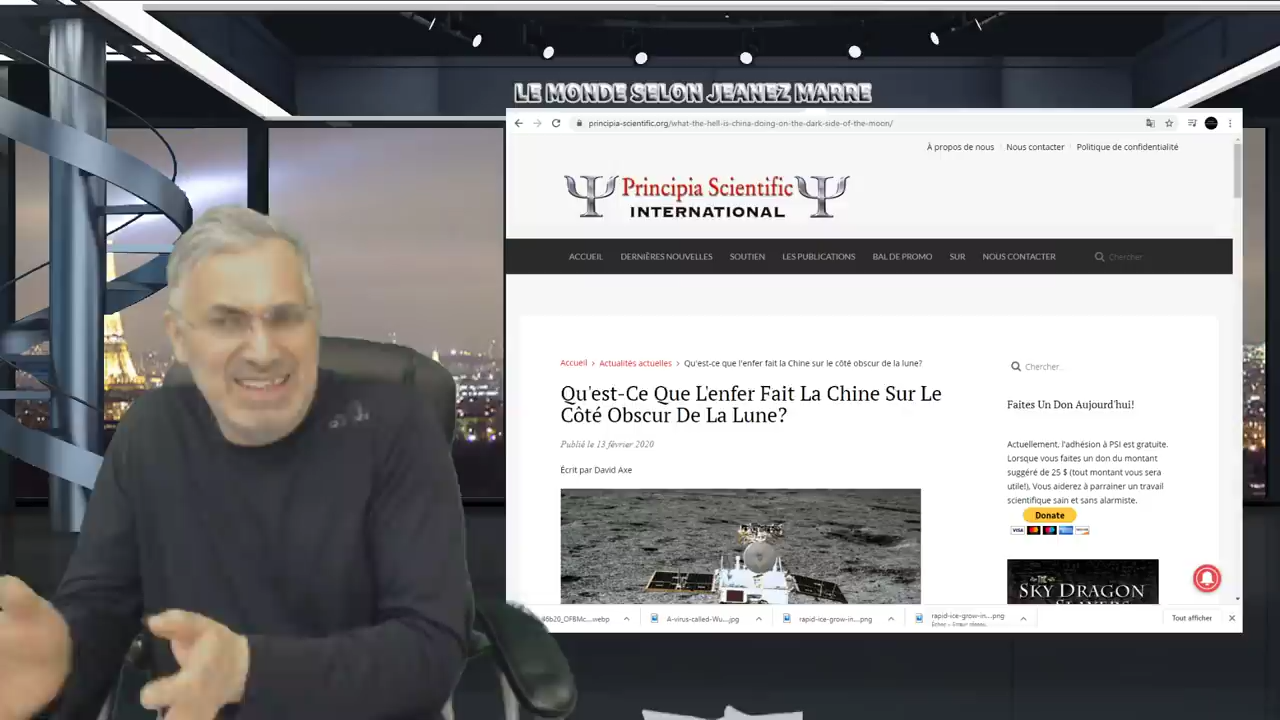 LE MONDE SELON JEANEZ MARRE
principia-scientific.org/what-the-hell-is-china-doing-on-the-dark-side-of-the-moon/
À propos de nous
Nous contacter
Politique de confidentialité
Principia Scientific
INTERNATIONAL
ACCUEIL
DERNIÈRES NOUVELLES
SOUTIEN
LES PUBLICATIONS
BAL DE PROMO
SUR
NOUS CONTACTER
Chercher
Accueil > Actualités actuelles > Qu'est-ce que l'enfer fait la Chine sur le côté obscur de la lune?
Qu'est-Ce Que L'enfer Fait La Chine Sur Le
Côté Obscur De La Lune?
Publié le 13 février 2020
Écrit par David Axe
Chercher...
Faites Un Don Aujourd'hui!
Actuellement, l'adhésion à PSI est gratuite.
Lorsque vous faites un don du montant
suggéré de 25 $ (tout montant vous sera
utile!), Vous aiderez à parrainer un travail
scientifique sain et sans alarmiste.
Donate
VISA
THE
SKY DRAGON
A-virus-called-Wu....jpg
rapid-ice-grow-in....png
rapid-ice-grow-in....png
Tout afficher